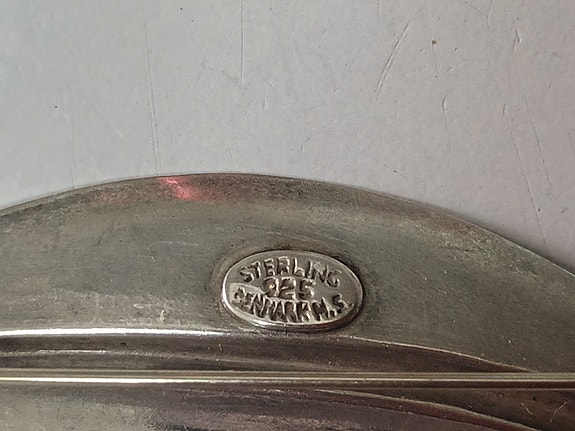 STERLING
925
DENMARK N.S.